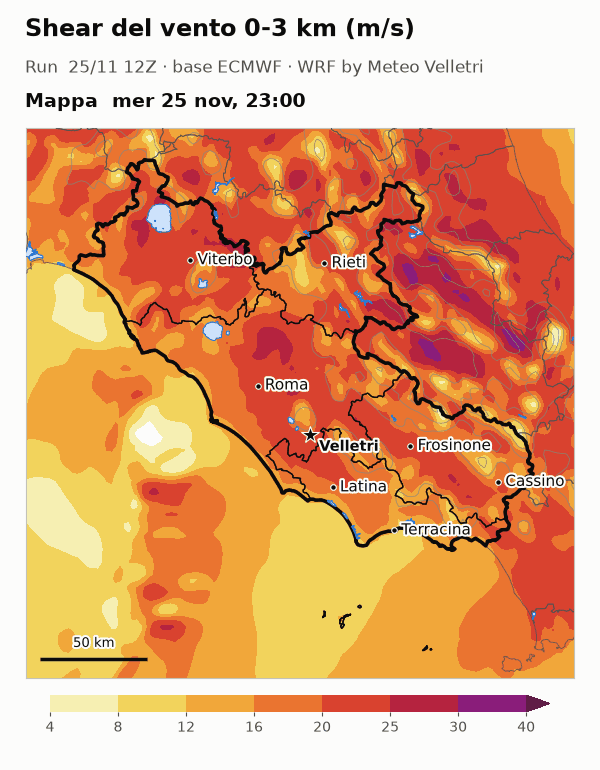 Shear del vento 0-3 km (m/s)
Run  25/11 12Z · base ECMWF · WRF by Meteo Velletri
Mappa  mer 25 nov, 23:00
Viterbo
Rieti
Roma
Velletri
Frosinone
Latina
Cassino
Terracina
50 km
4 8 12 16 20 25 30 40